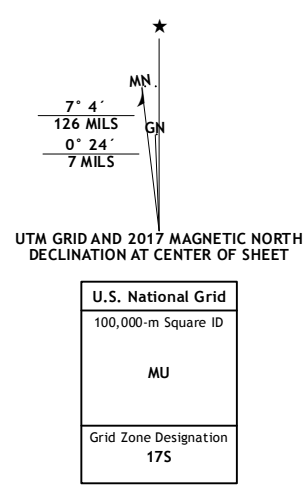 ★
MN
7° 4´
126 MILS
GN
0° 24´
7 MILS
UTM GRID AND 2017 MAGNETIC NORTH
DECLINATION AT CENTER OF SHEET
U.S. National Grid
100,000-m Square ID
MU
Grid Zone Designation
17S